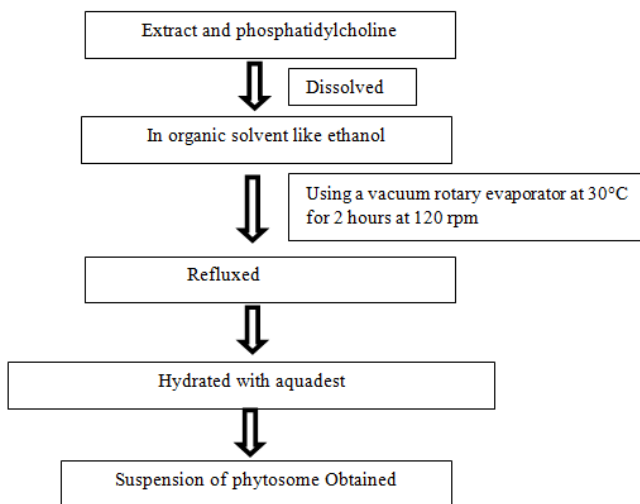 Extract and phosphatidylcholine
Dissolved
In organic solvent like ethanol
Using a vacuum rotary evaporator at 30°C
for 2 hours at 120 rpm
Refluxed
Hydrated with aquadest
Suspension of phytosome Obtained